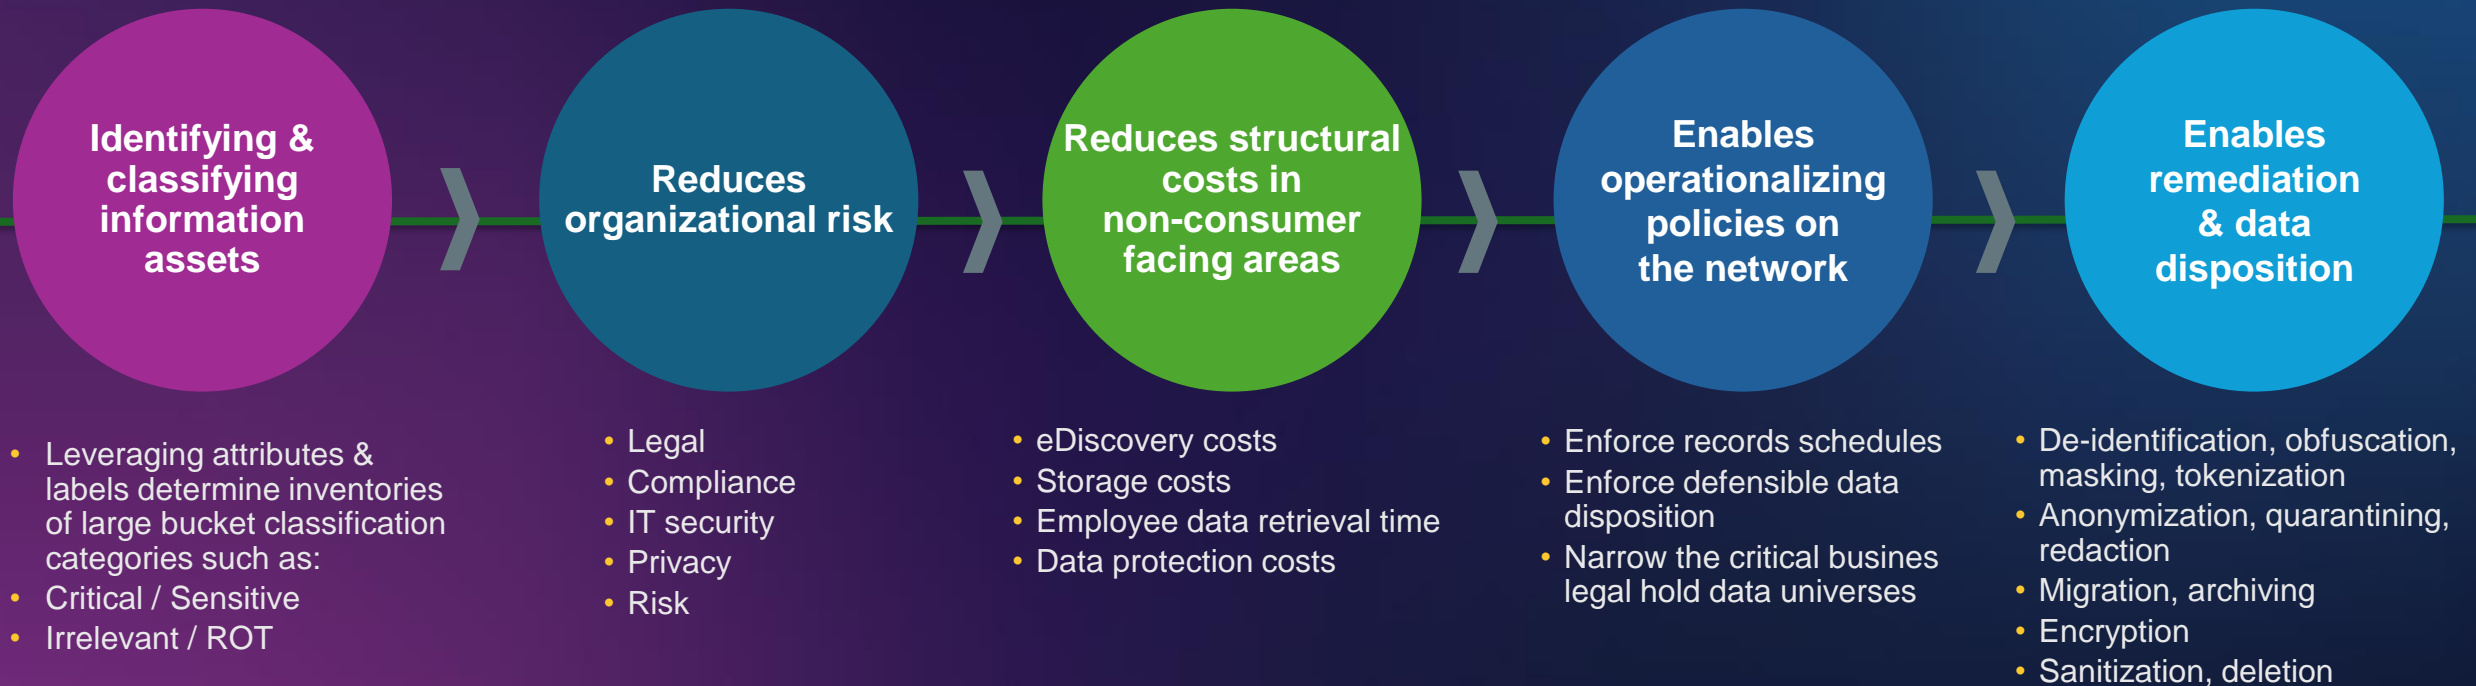 Identifying &
classifying
information
assets
Reduces
organizational risk
Reduces structural
costs in
non-consumer
facing areas
Enables
operationalizing
policies on
the network
Enables
remediation
& data
disposition
• Leveraging attributes &
labels determine inventories
of large bucket classification
categories such as:
• Critical / Sensitive
• Irrelevant / ROT
• Legal
• Compliance
• IT security
• Privacy
• Risk
• eDiscovery costs
• Storage costs
• Employee data retrieval time
• Data protection costs
• Enforce records schedules
• Enforce defensible data
disposition
• Narrow the critical busines
legal hold data universes
• De-identification, obfuscation,
masking, tokenization
• Anonymization, quarantining,
redaction
• Migration, archiving
• Encryption
• Sanitization, deletion